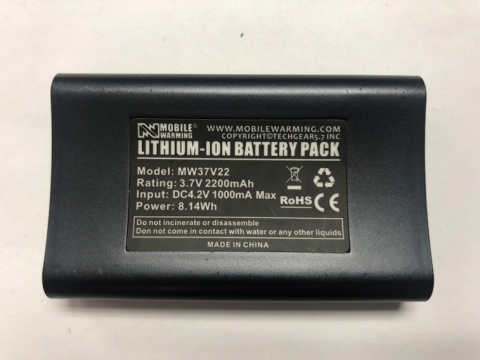 MOBILE WARMING® WWW.MOBILEWARMING.COM
COPYRIGHT©TECHGEAR5.7 INC
LITHIUM-ION BATTERY PACK
Model: MW37V22
Rating: 3.7V 2200mAh
Input: DC4.2V 1000mA Max
Power: 8.14Wh
RoHS CE
Do not incinerate or disassemble
Don not come in contact with water or any other liquids
MADE IN CHINA